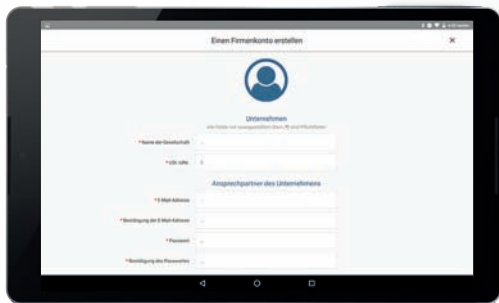 Einen Firmenkonto erstellen
Unternehmen
* Name der Gesellschaft
* USt-IdNr.
Ansprechpartner des Unternehmens
* E-Mail-Adresse
* Bestätigung der E-Mail-Adresse
* Passwort
* Bestätigung des Passwortes